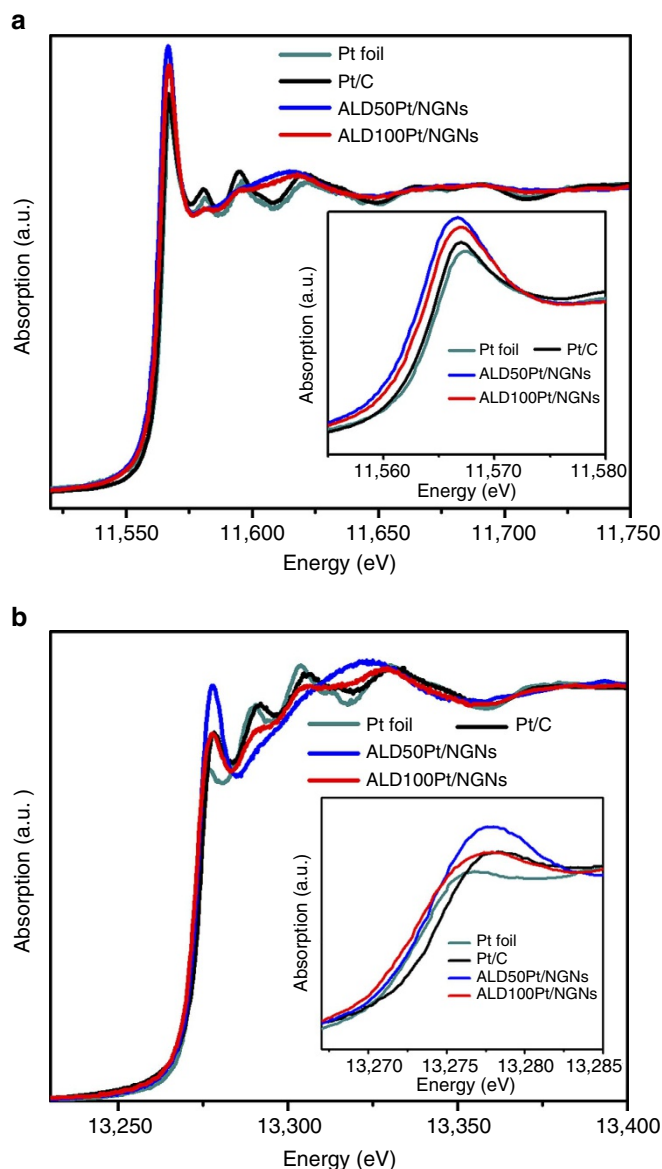 a
Pt foil
Pt/C
ALD50Pt/NGNs
ALD100Pt/NGNs
Absorption (a.u.)
Absorption (a.u.)
Pt foil Pt/C
ALD50Pt/NGNs
ALD100Pt/NGNs
11,560 11,570 11,580
Energy (eV)
11,550 11,600 11,650 11,700 11,750
Energy (eV)
b
Pt foil Pt/C
ALD50Pt/NGNs
ALD100Pt/NGNs
Absorption (a.u. )
Absorption (a.u.)
Pt foil
Pt/C
ALD50Pt/NGNs
ALD100Pt/NGNs
13,270 13,275 13,280 13,285
Energy (eV)
13,250 13,300 13,350 13,400
Energy (eV)